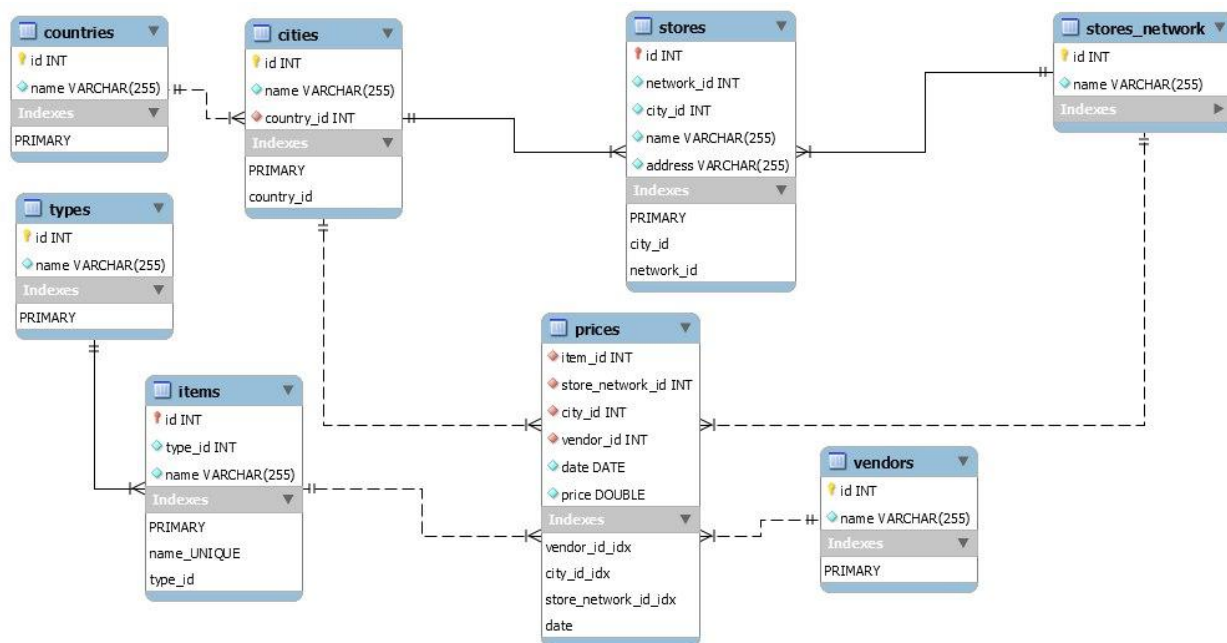 countries
id INT
name VARCHAR(255)
Indexes
PRIMARY
cities
id INT
name VARCHAR(255)
country_id INT
Indexes
PRIMARY
country_id
stores
id INT
network_id INT
city_id INT
name VARCHAR(255)
address VARCHAR(255)
Indexes
PRIMARY
city_id
network_id
stores_network
id INT
name VARCHAR(255)
Indexes
types
id INT
name VARCHAR(255)
Indexes
PRIMARY
items
id INT
type_id INT
name VARCHAR(255)
Indexes
PRIMARY
name_UNIQUE
type_id
prices
item_id INT
store_network_id INT
city_id INT
vendor_id INT
date DATE
price DOUBLE
Indexes
vendor_id_idx
city_id_idx
store_network_id_idx
date
vendors
id INT
name VARCHAR(255)
Indexes
PRIMARY